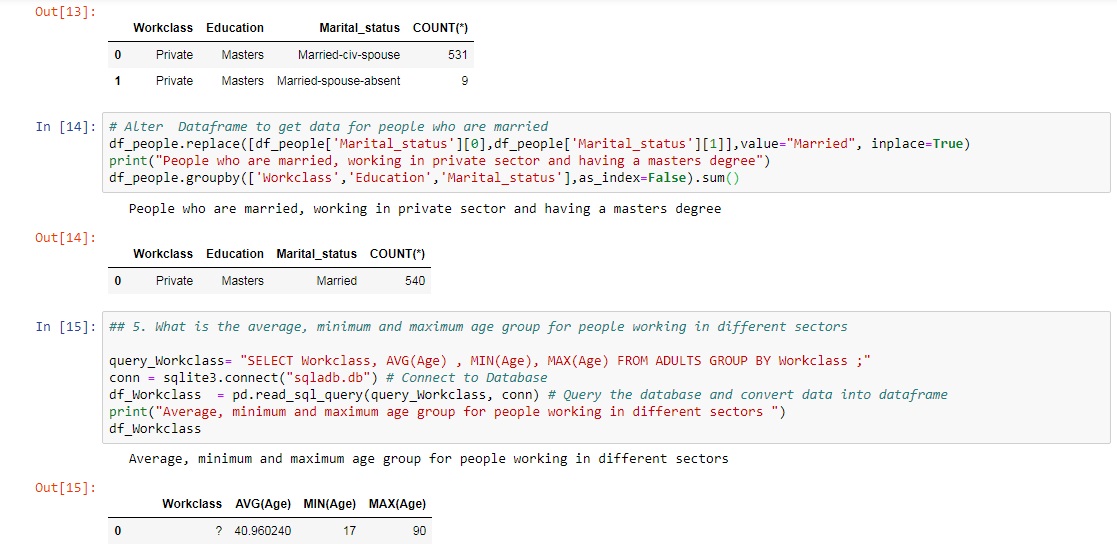 Out[13]:
Workclass Education Marital_status COUNT(*)
0 Private Masters Married-civ-spouse 531
1 Private Masters Married-spouse-absent 9
In [14]: # Alter  Dataframe to get data for people who are married
df_people.replace([df_people['Marital_status'][0],df_people['Marital_status'][1]],value="Married", inplace=True)
print("People who are married, working in private sector and having a masters degree")
df_people.groupby(['Workclass','Education','Marital_status'],as_index=False).sum()
People who are married, working in private sector and having a masters degree
Out[14]:
Workclass Education Marital_status COUNT(*)
0 Private Masters Married 540
In [15]: ## 5. What is the average, minimum and maximum age group for people working in different sectors
query_Workclass= "SELECT Workclass, AVG(Age) , MIN(Age), MAX(Age) FROM ADULTS GROUP BY Workclass ;"
conn = sqlite3.connect("sqladb.db") # Connect to Database
df_Workclass  = pd.read_sql_query(query_Workclass, conn) # Query the database and convert data into dataframe
print("Average, minimum and maximum age group for people working in different sectors ")
df_Workclass
Average, minimum and maximum age group for people working in different sectors
Out[15]:
Workclass AVG(Age) MIN(Age) MAX(Age)
0 ? 40.960240 17 90